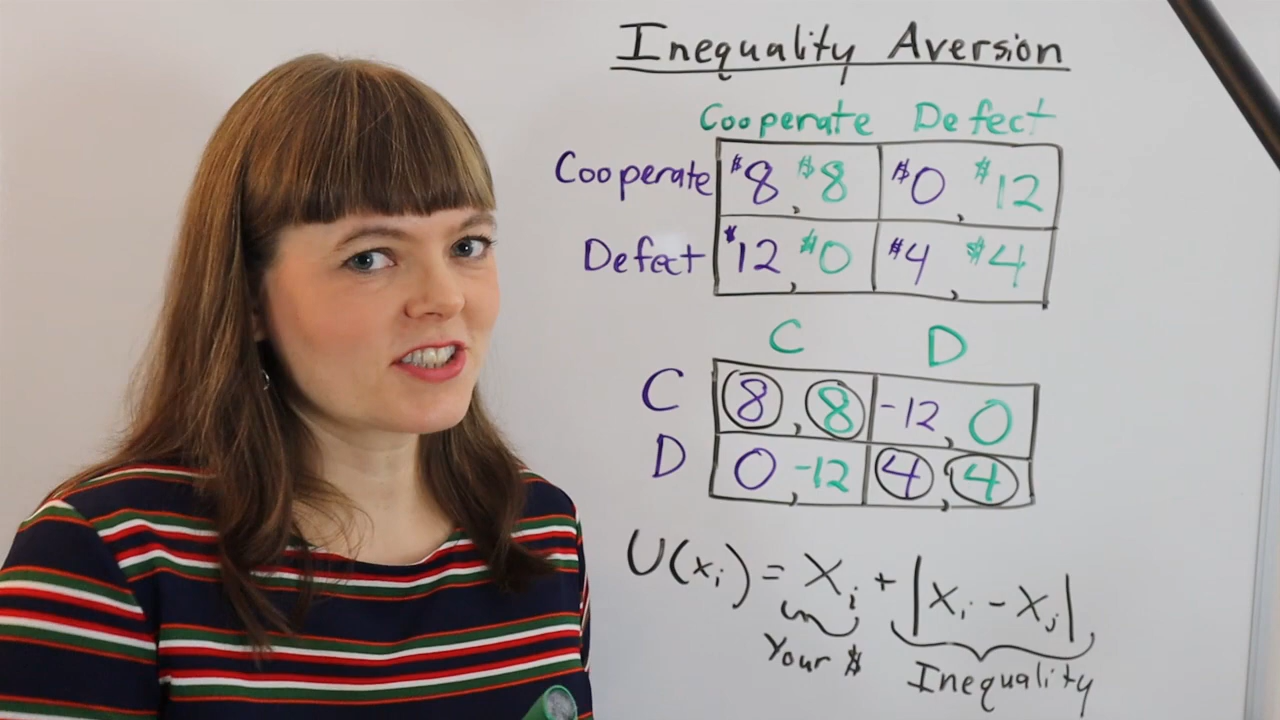 Inequality Aversion
Cooperate Defect
Cooperate $8, $8 $0, $12
Defect $12, $0 $4, $4
C D
C 8, 8 -12, 0
D 0, -12 4, 4
U(xᵢ) = Xᵢ + |Xᵢ - Xⱼ|
Your $ Inequality